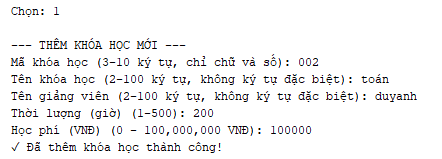 Chọn: 1
--- THÊM KHÓA HỌC MỚI ---
Mã khóa học (3-10 ký tự, chỉ chữ và số): 002
Tên khóa học (2-100 ký tự, không ký tự đặc biệt): toán
Tên giảng viên (2-100 ký tự, không ký tự đặc biệt): duyanh
Thời lượng (giờ) (1-500): 200
Học phí (VNĐ) (0 - 100,000,000 VNĐ): 100000
✓ Đã thêm khóa học thành công!